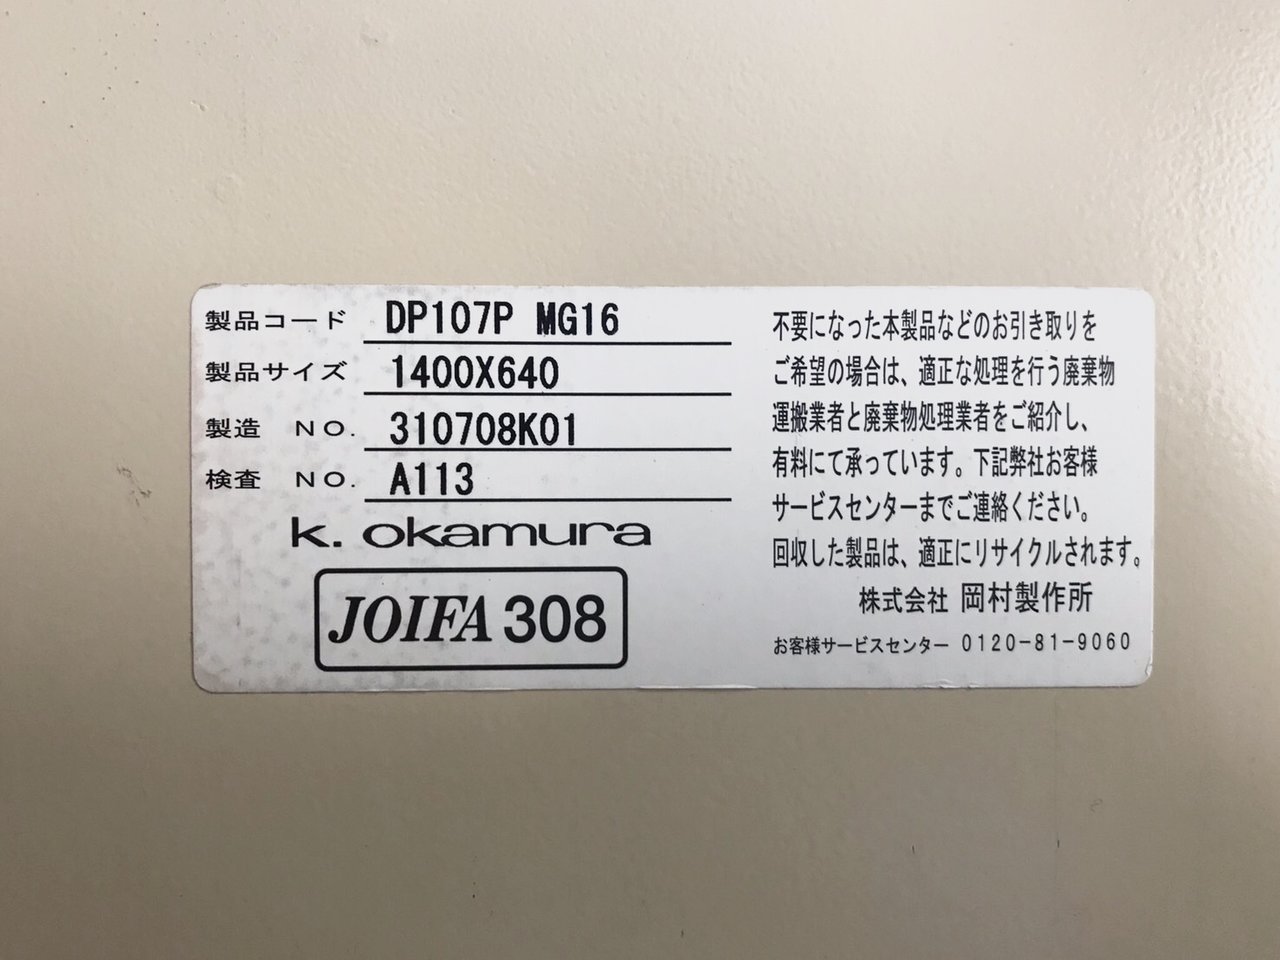 製品コード DP107P MG16
製品サイズ 1400X640
製造 NO. 310708K01
検査 NO. A113
k. okamura
JOIFA 308
不要になった本製品などのお引き取りを
ご希望の場合は、適正な処理を行う廃棄物
運搬業者と廃棄物処理業者をご紹介し、
有料にて承っています。下記弊社お客様
サービスセンターまでご連絡ください。
回収した製品は、適正にリサイクルされます。
株式会社 岡村製作所
お客様サービスセンター 0120-81-9060